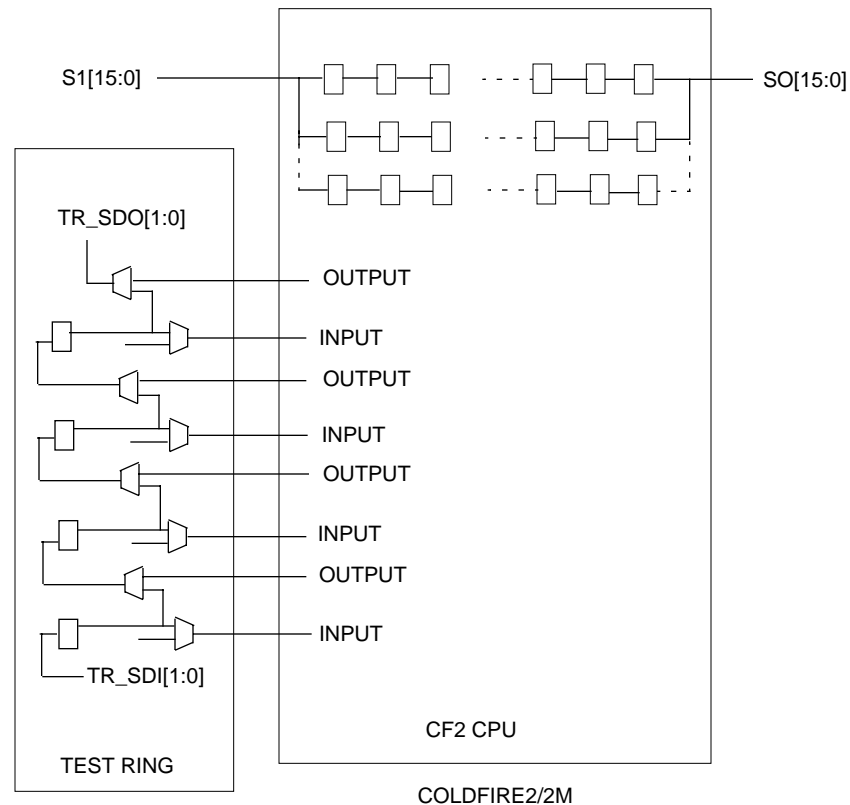 S1[15:0]
SO[15:0]
TR_SDO[1:0]
OUTPUT
INPUT
OUTPUT
INPUT
OUTPUT
INPUT
OUTPUT
INPUT
TR_SDI[1:0]
CF2 CPU
TEST RING
COLDFIRE2/2M